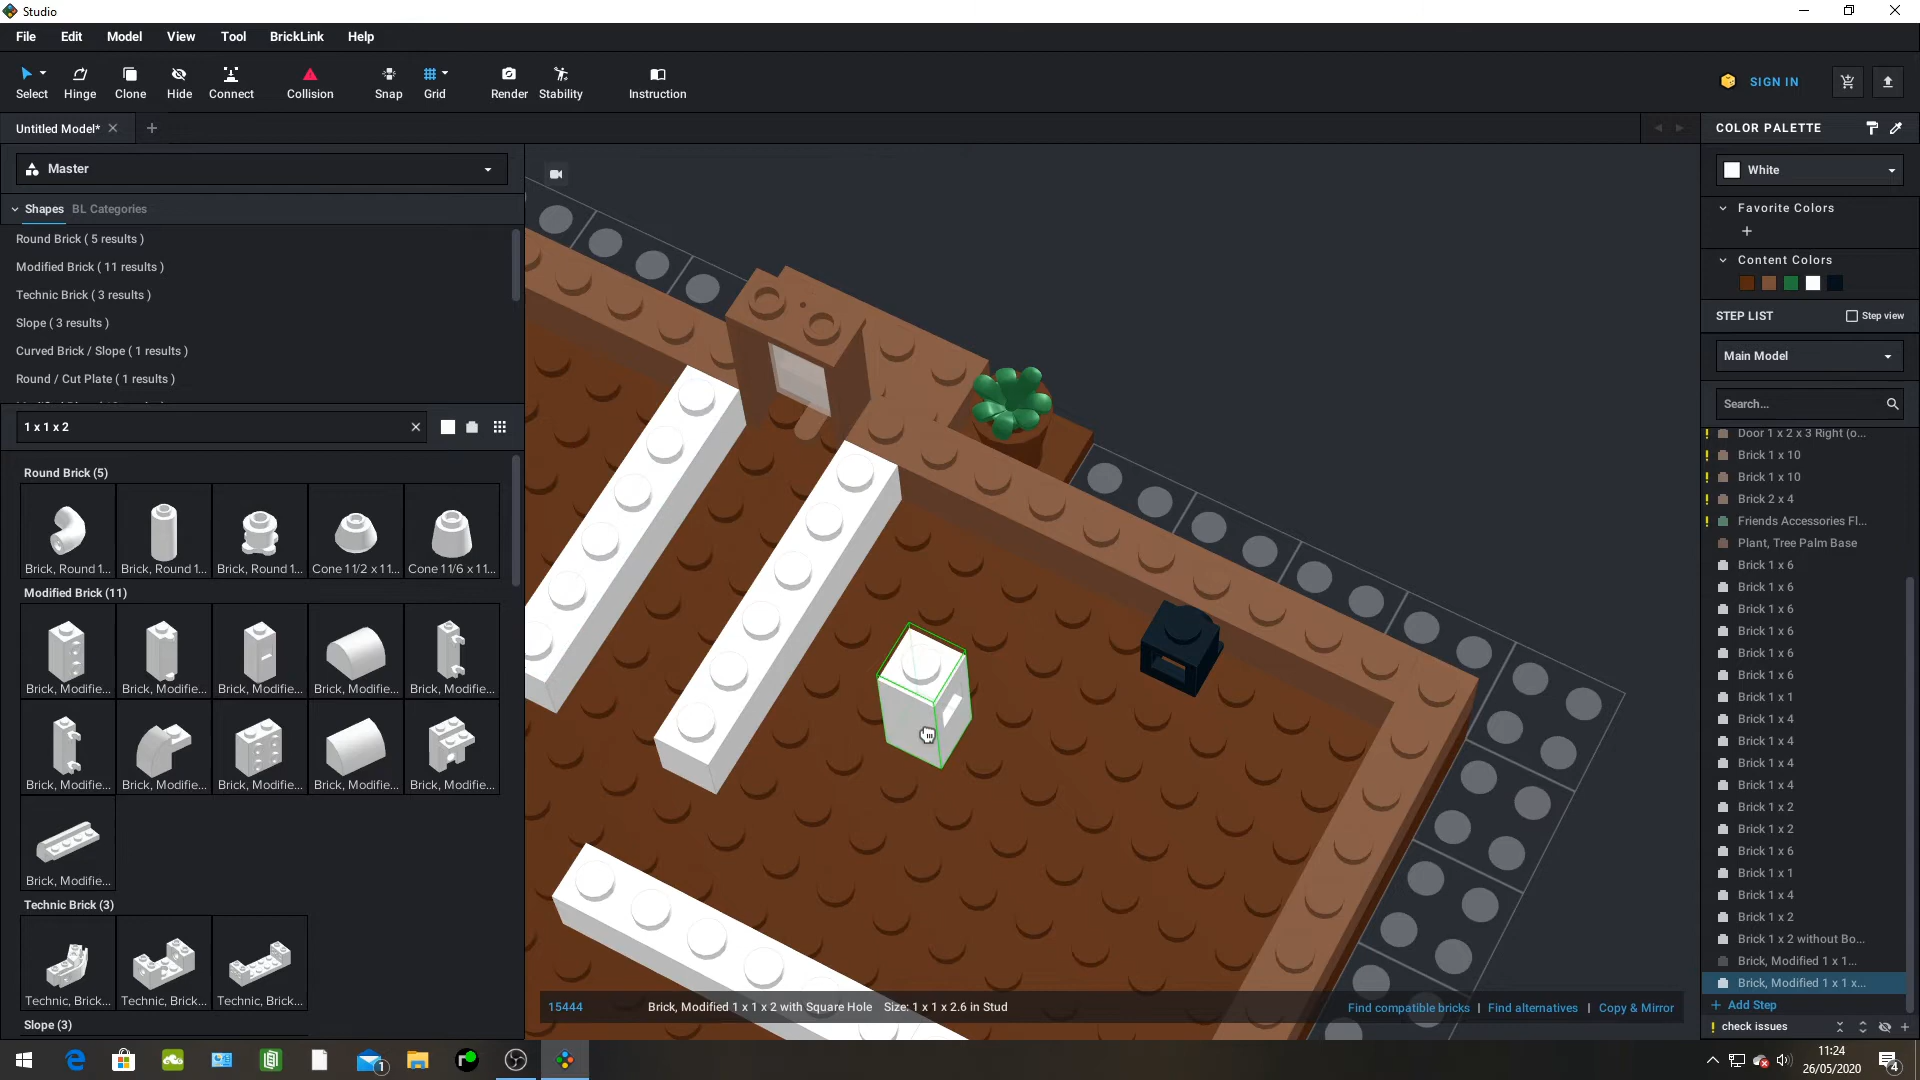 Studio
File Edit Model View Tool BrickLink Help
Select Hinge Clone Hide Connect Collision Snap Grid Render Stability Instruction SIGN IN
Untitled Model*
COLOR PALETTE
Master
White
Shapes BL Categories
Favorite Colors
Round Brick ( 5 results )
Modified Brick ( 11 results )
Content Colors
Technic Brick ( 3 results )
Slope ( 3 results )
STEP LIST Step view
Curved Brick / Slope ( 1 results )
Main Model
Round / Cut Plate ( 1 results )
Search...
1 x 1 x 2
Door 1 x 2 x 3 Right (o...
Brick 1 x 10
Brick 1 x 10
Brick 2 x 4
Friends Accessories Fl...
Plant, Tree Palm Base
Brick 1 x 6
Brick 1 x 6
Brick 1 x 6
Brick 1 x 6
Brick 1 x 6
Brick 1 x 6
Brick 1 x 1
Brick 1 x 4
Brick 1 x 4
Brick 1 x 4
Brick 1 x 4
Brick 1 x 2
Brick 1 x 2
Brick 1 x 6
Brick 1 x 1
Brick 1 x 4
Brick 1 x 2
Brick 1 x 2 without Bo...
Brick, Modified 1 x 1...
Brick, Modified 1 x 1 x...
+ Add Step
! check issues
Round Brick (5)
Brick, Round 1... Brick, Round 1... Brick, Round 1... Cone 1 1/2 x 1 1... Cone 1 1/6 x 1 1...
Modified Brick (11)
Brick, Modifie... Brick, Modifie... Brick, Modifie... Brick, Modifie... Brick, Modifie...
Brick, Modifie... Brick, Modifie... Brick, Modifie... Brick, Modifie... Brick, Modifie...
Brick, Modifie...
Technic Brick (3)
Technic, Brick... Technic, Brick... Technic, Brick...
Slope (3)
15444 Brick, Modified 1 x 1 x 2 with Square Hole Size: 1 x 1 x 2.6 in Stud Find compatible bricks | Find alternatives | Copy & Mirror
1
11:24
26/05/2020
4